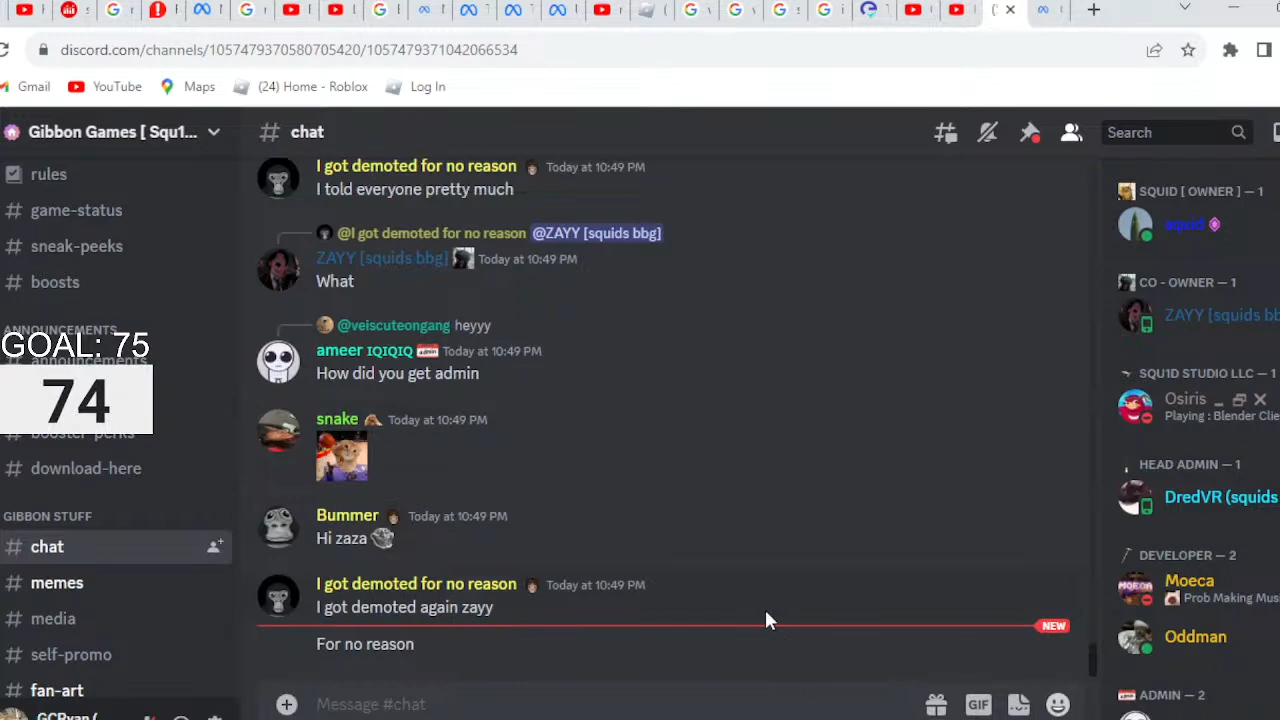 discord.com/channels/1057479370580705420/1057479371042066534
Gmail
YouTube
Maps
(24) Home - Roblox
Log In
Gibbon Games [ Squ1...
# chat
Search
rules
# game-status
# sneak-peeks
# boosts
ANNOUNCEMENTS
# announcements
GOAL: 75
74
# booster-perks
# download-here
GIBBON STUFF
# chat
# memes
# media
# self-promo
# fan-art
I got demoted for no reason Today at 10:49 PM
I told everyone pretty much
@I got demoted for no reason @ZAYY [squids bbg]
ZAYY [squids bbg] Today at 10:49 PM
What
@veiscuteongang heyyy
ameer ɪQɪQɪQ admin Today at 10:49 PM
How did you get admin
snake Today at 10:49 PM
Bummer Today at 10:49 PM
Hi zaza
I got demoted for no reason Today at 10:49 PM
I got demoted again zayy
NEW
For no reason
Message #chat
GIF
SQUID [ OWNER ] — 1
squid
CO - OWNER — 1
ZAYY [squids bb
SQU1D STUDIO LLC — 1
Osiris
Playing : Blender Clie
HEAD ADMIN — 1
DredVR (squids
DEVELOPER — 2
Moeca
Prob Making Mus
Oddman
ADMIN — 2